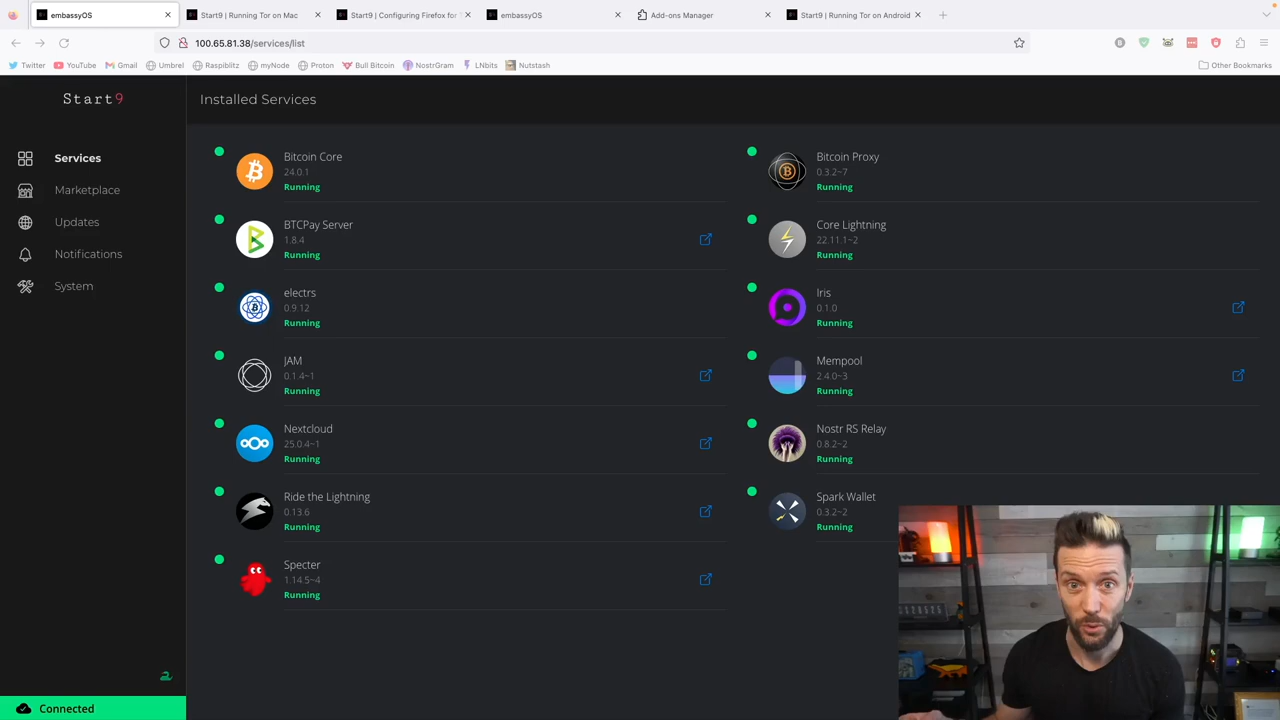 embassyOS
Start9 | Running Tor on Mac
Start9 | Configuring Firefox for
embassyOS
Add-ons Manager
Start9 | Running Tor on Android
100.65.81.38/services/list
Twitter
YouTube
Gmail
Umbrel
Raspiblitz
myNode
Proton
Bull Bitcoin
NostrGram
LNbits
Nutstash
Other Bookmarks
Start9
Services
Marketplace
Updates
Notifications
System
Connected
Installed Services
Bitcoin Core
24.0.1
Running
Bitcoin Proxy
0.3.2~7
Running
BTCPay Server
1.8.4
Running
Core Lightning
22.11.1~2
Running
electrs
0.9.12
Running
Iris
0.1.0
Running
JAM
0.1.4~1
Running
Mempool
2.4.0~3
Running
Nextcloud
25.0.4~1
Running
Nostr RS Relay
0.8.2~2
Running
Ride the Lightning
0.13.6
Running
Spark Wallet
0.3.2~2
Running
Specter
1.14.5~4
Running